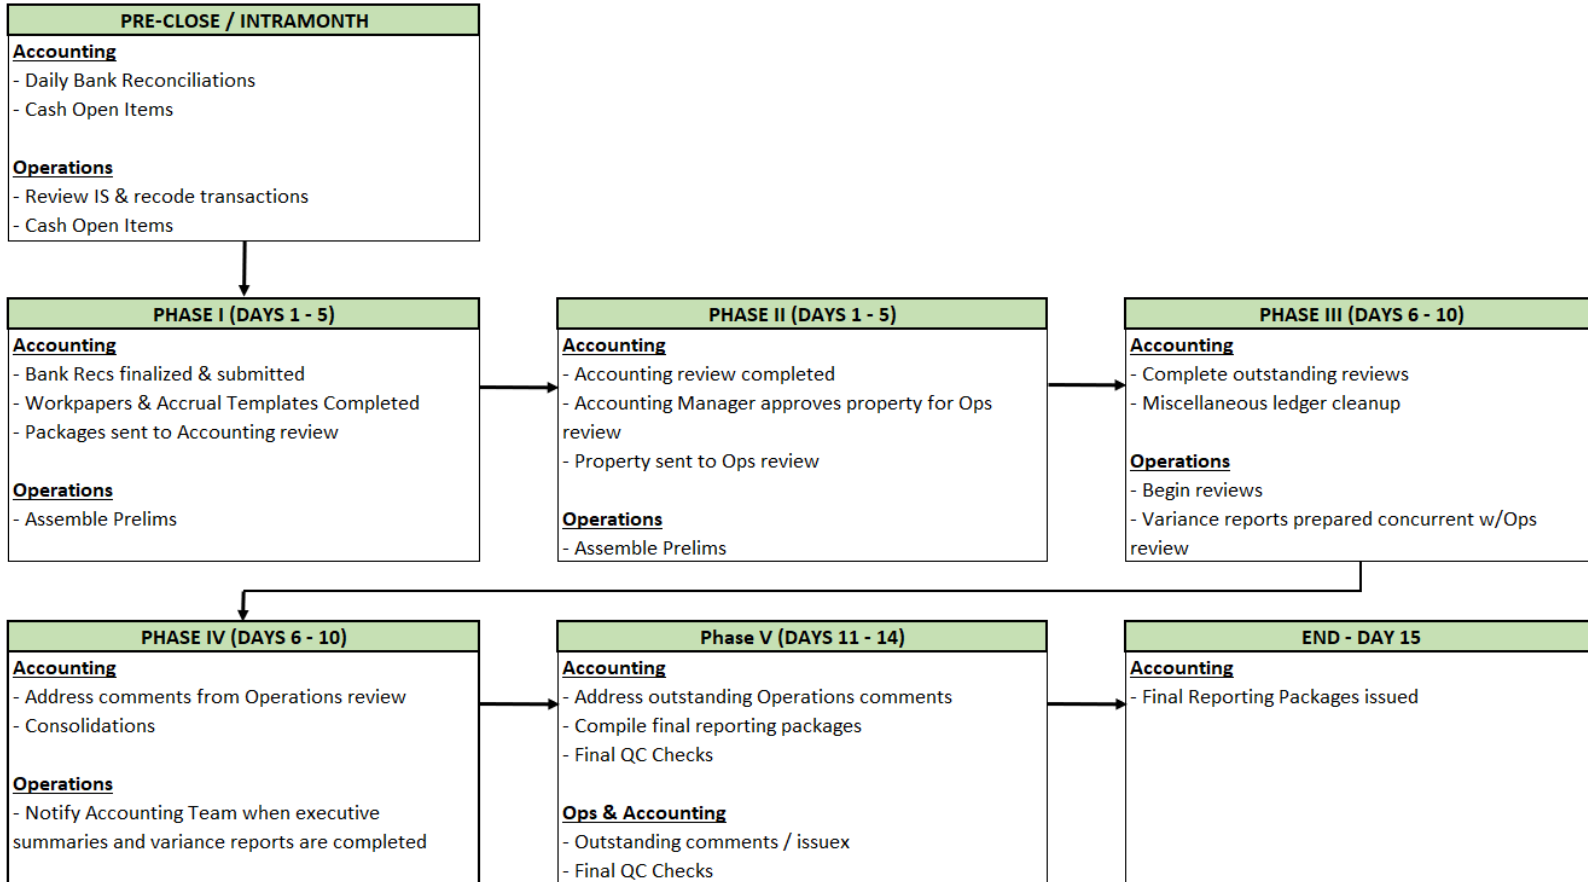 PRE-CLOSE / INTRAMONTH
Accounting
- Daily Bank Reconciliations
- Cash Open Items
Operations
- Review IS & recode transactions
- Cash Open Items
PHASE I (DAYS 1 - 5)
Accounting
- Bank Recs finalized & submitted
- Workpapers & Accrual Templates Completed
- Packages sent to Accounting review
Operations
- Assemble Prelims
PHASE II (DAYS 1 - 5)
Accounting
- Accounting review completed
- Accounting Manager approves property for Ops
review
- Property sent to Ops review
Operations
- Assemble Prelims
PHASE III (DAYS 6 - 10)
Accounting
- Complete outstanding reviews
- Miscellaneous ledger cleanup
Operations
- Begin reviews
- Variance reports prepared concurrent w/Ops
review
PHASE IV (DAYS 6 - 10)
Accounting
- Address comments from Operations review
- Consolidations
Operations
- Notify Accounting Team when executive
summaries and variance reports are completed
Phase V (DAYS 11 - 14)
Accounting
- Address outstanding Operations comments
- Compile final reporting packages
- Final QC Checks
Ops & Accounting
- Outstanding comments / issuex
- Final QC Checks
END - DAY 15
Accounting
- Final Reporting Packages issued